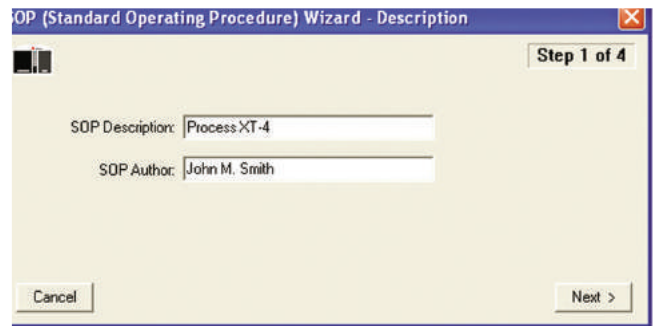 SOP (Standard Operating Procedure) Wizard - Description
Step 1 of 4
SOP Description: Process XT-4
SOP Author: John M. Smith
Cancel
Next >